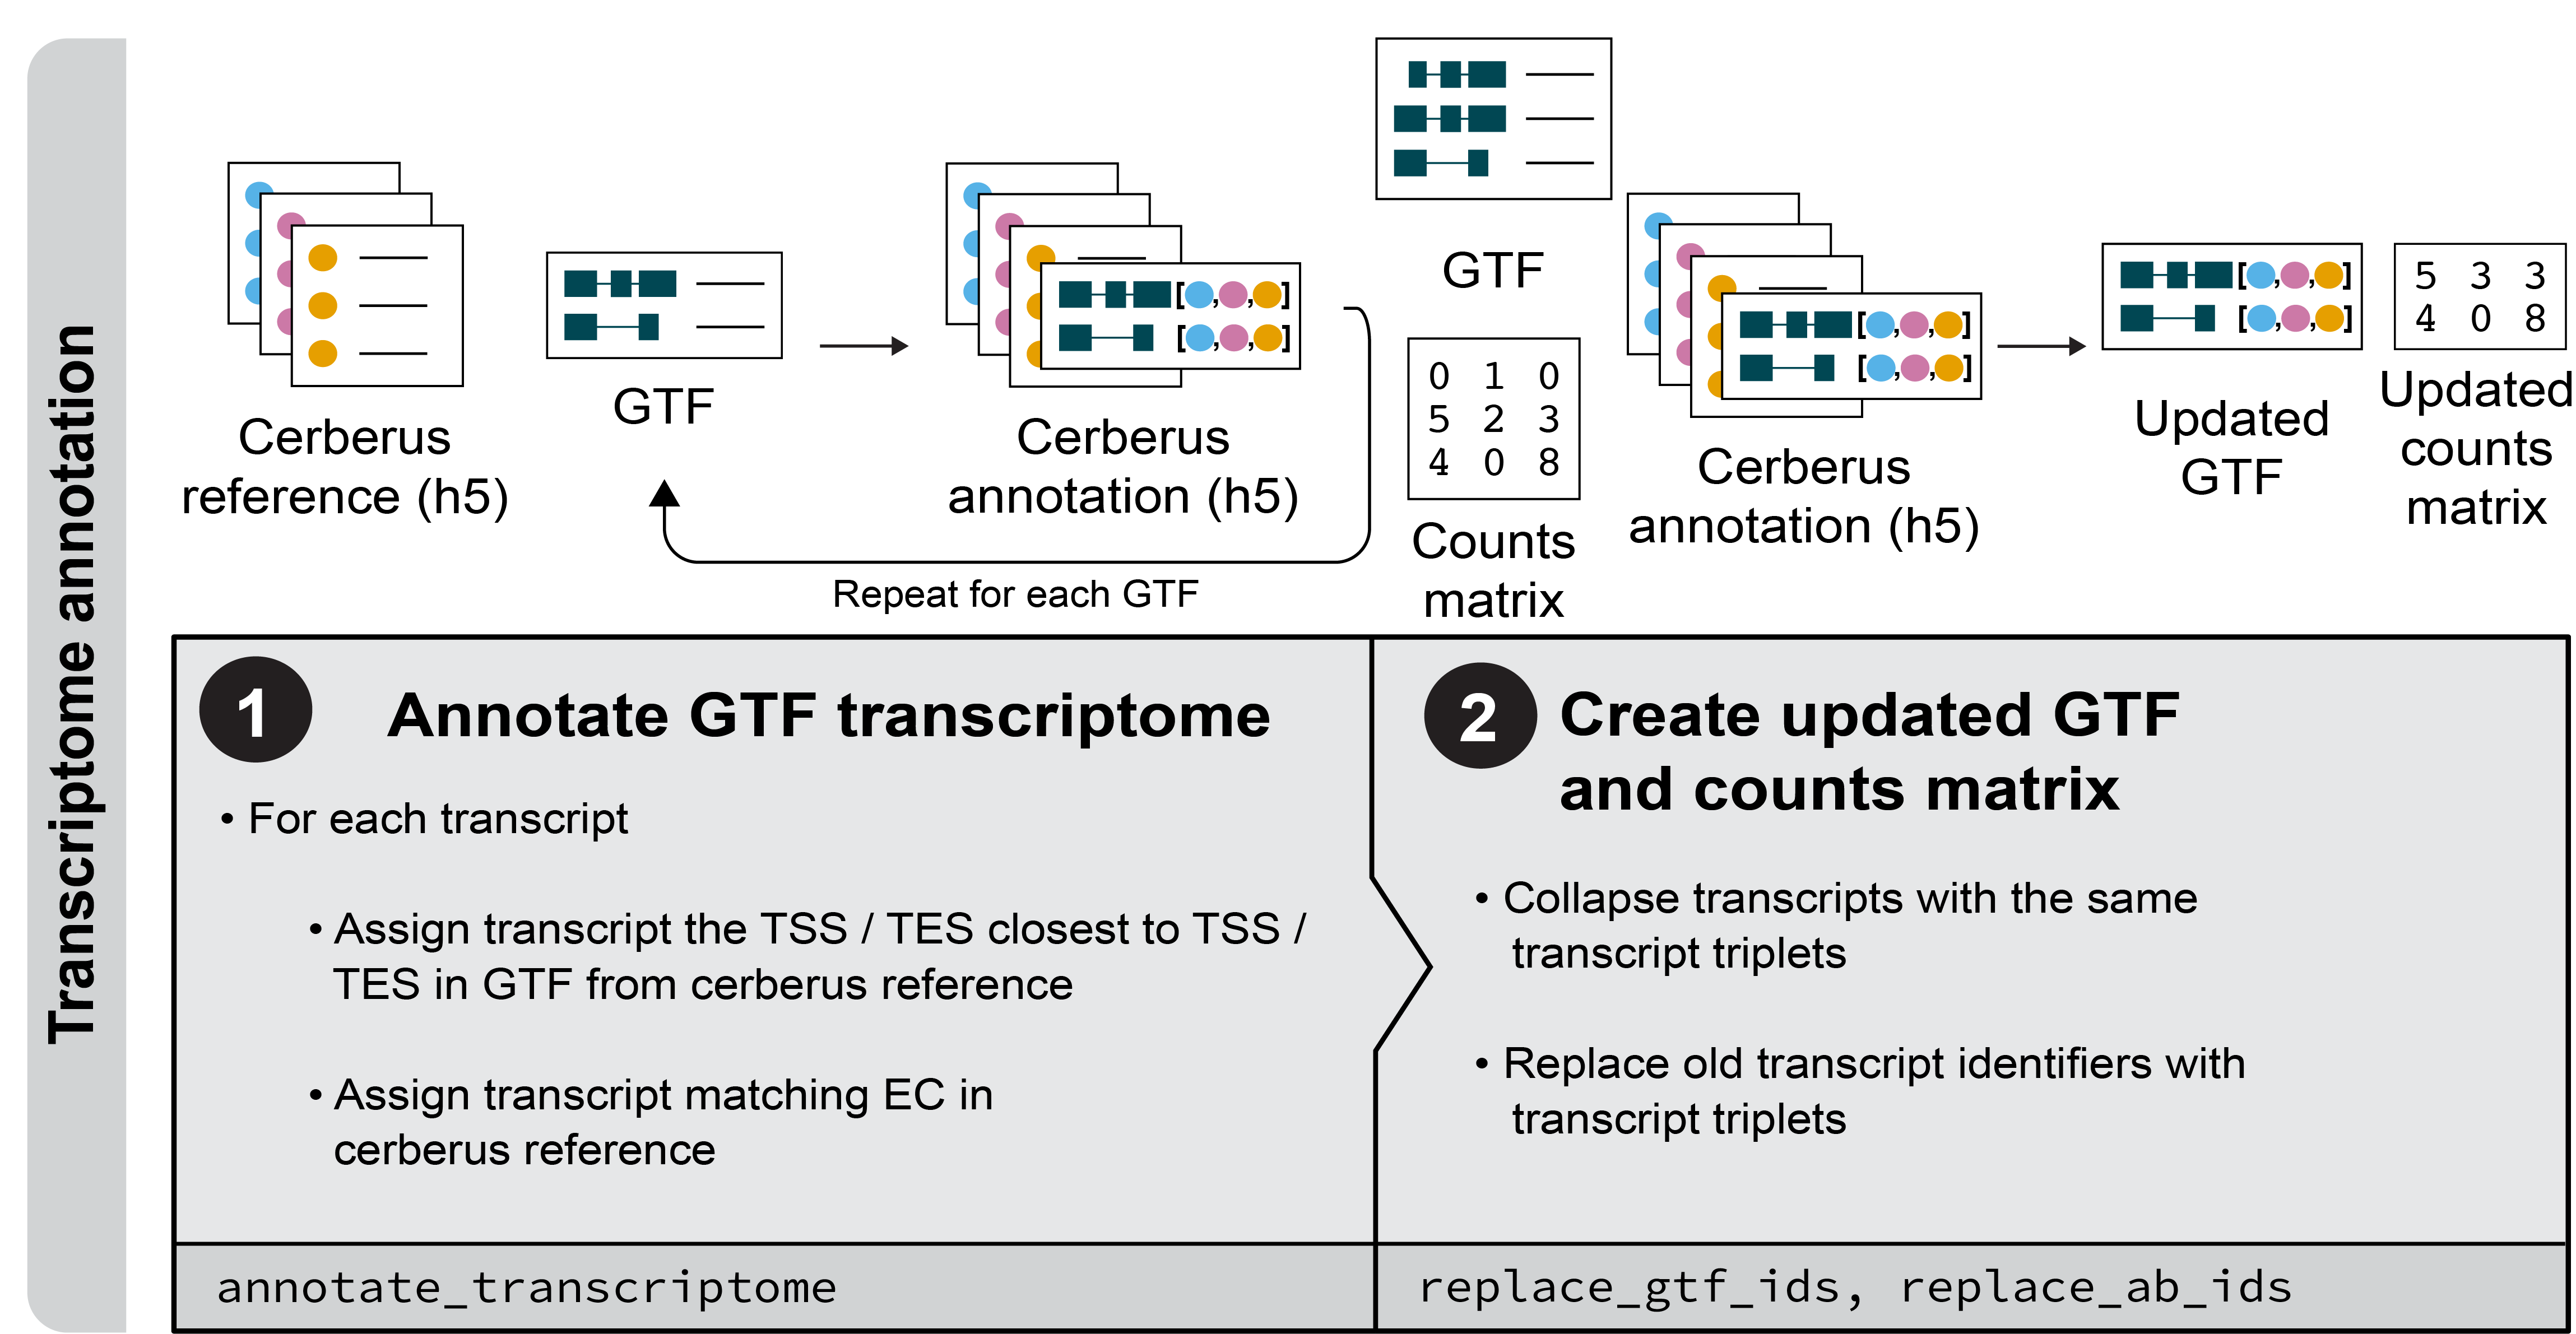 Transcriptome annotation
Cerberus
reference (h5)
GTF
Cerberus
annotation (h5)
Repeat for each GTF
GTF
0 1 0
5 2 3
4 0 8
Counts
matrix
[,,]
[,,]
Cerberus
annotation (h5)
[,,]
[,,]
Updated
GTF
[,,]
[,,]
5 3 3
4 0 8
Updated
counts
matrix
1 Annotate GTF transcriptome
• For each transcript
• Assign transcript the TSS / TES closest to TSS /
TES in GTF from cerberus reference
• Assign transcript matching EC in
cerberus reference
annotate_transcriptome
2 Create updated GTF
and counts matrix
• Collapse transcripts with the same
transcript triplets
• Replace old transcript identifiers with
transcript triplets
replace_gtf_ids, replace_ab_ids